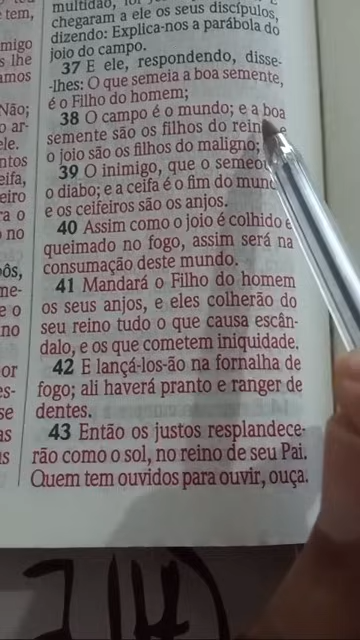 multidão,
chegaram a ele os seus discípulos,
dizendo: Explica-nos a parábola do
joio do campo.
37 E ele, respondendo, disse-
-lhes: O que semeia a boa semente,
é o Filho do homem;
38 O campo é o mundo; e a boa
semente são os filhos do
o joio são os filhos do maligno;
39 O inimigo, que o
o diabo; e a ceifa é o fim do
e os ceifeiros são os anjos.
40 Assim como o joio é colhido e
queimado no fogo, assim será na
consumação deste mundo.
41 Mandará o Filho do homem
os seus anjos, e eles colherão do
seu reino tudo o que causa escân-
dalo, e os que cometem iniquidade.
42 E lançá-los-ão na fornalha de
fogo; ali haverá pranto e ranger de
dentes.
43 Então os justos resplandece-
rão como o sol, no reino de seu Pai.
Quem tem ouvidos para ouvir, ouça.